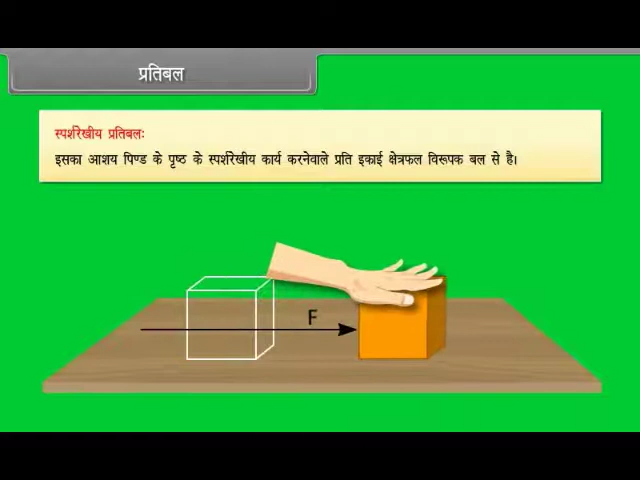 प्रतिबल
स्पर्शरेखीय प्रतिबलः
इसका आशय पिण्ड के पृष्ठ के स्पर्शरेखीय कार्य करनेवाले प्रति इकाई क्षेत्रफल विरूपक बल से है।
F